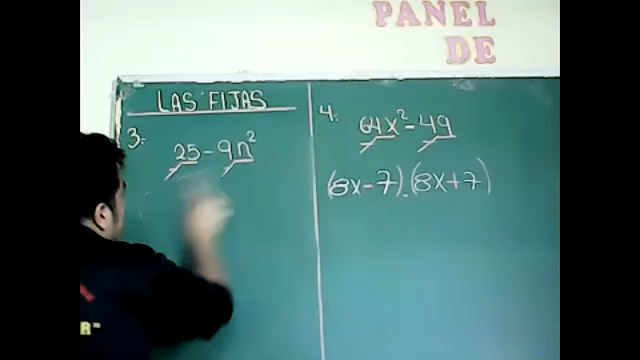 PANEL
DE
LAS FIJAS
3.
25-9n²
4.
64x²-49
(8x-7).(8x+7)
R"